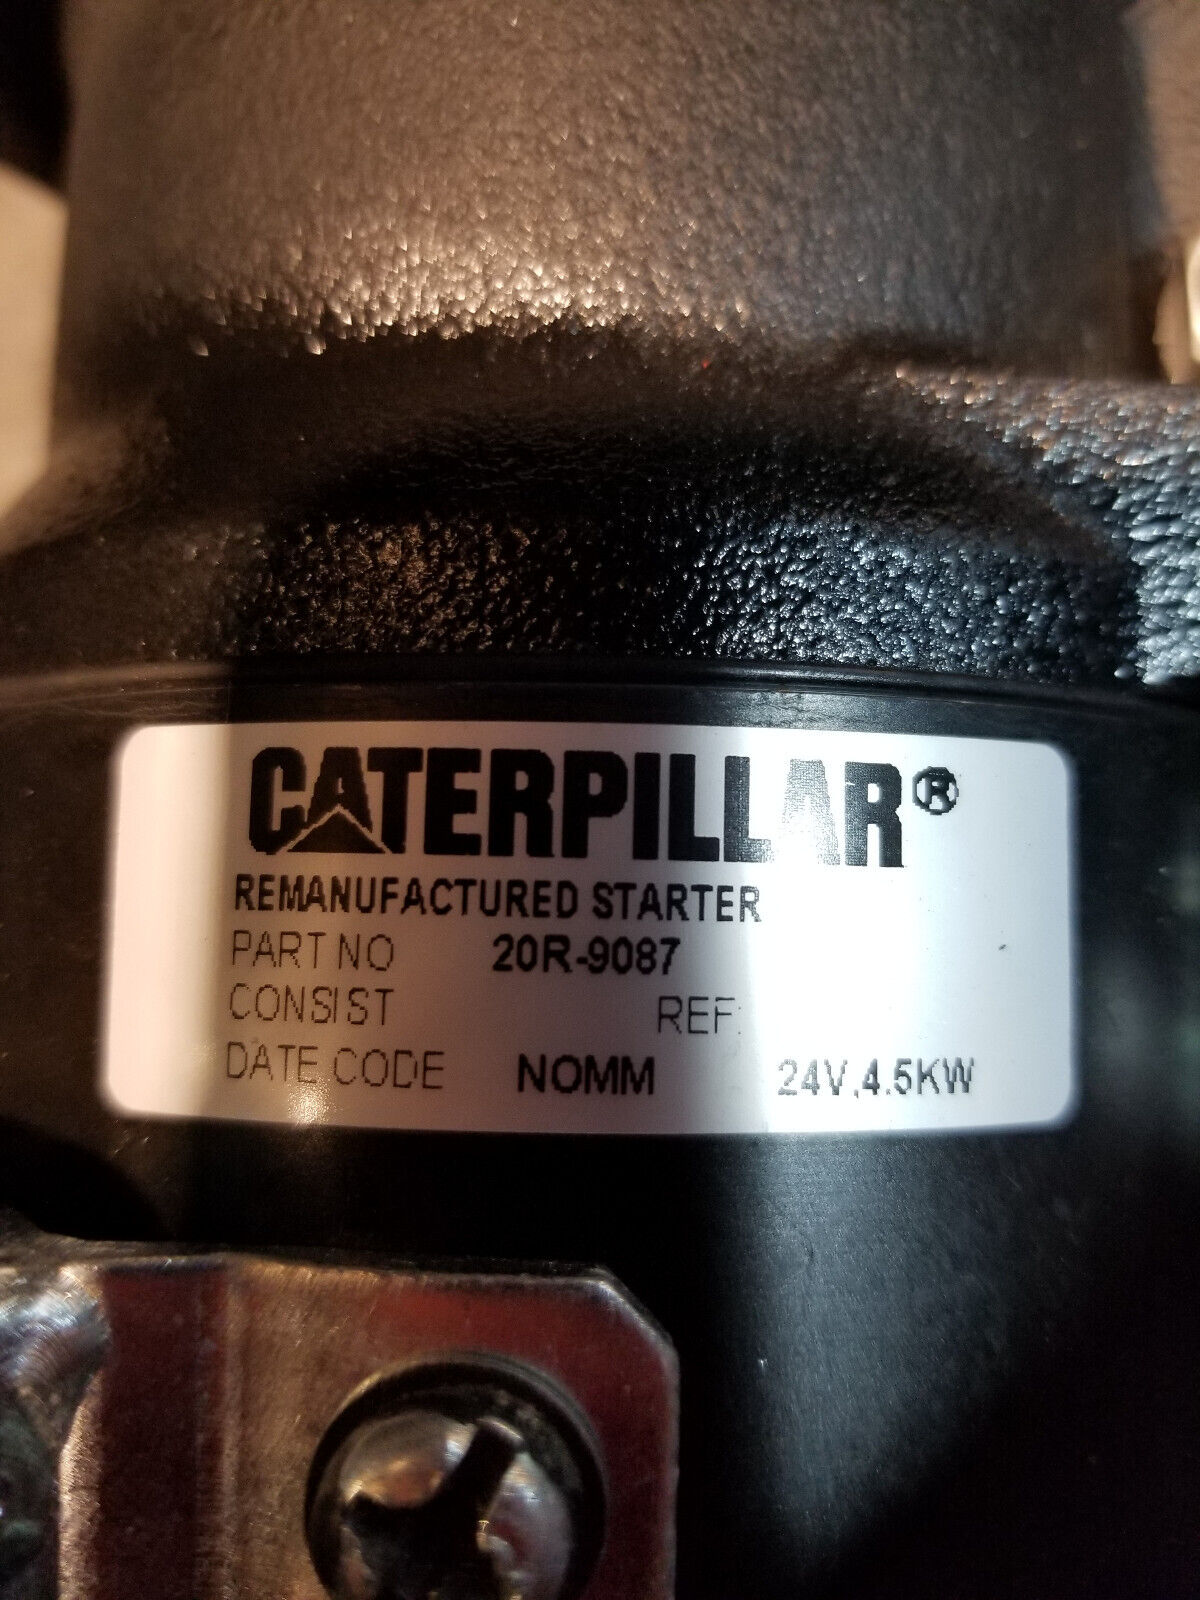 CATERPILLAR®
REMANUFACTURED STARTER
PART NO 20R-9087
CONSIST REF:
DATE CODE NOMM 24V,4.5KW